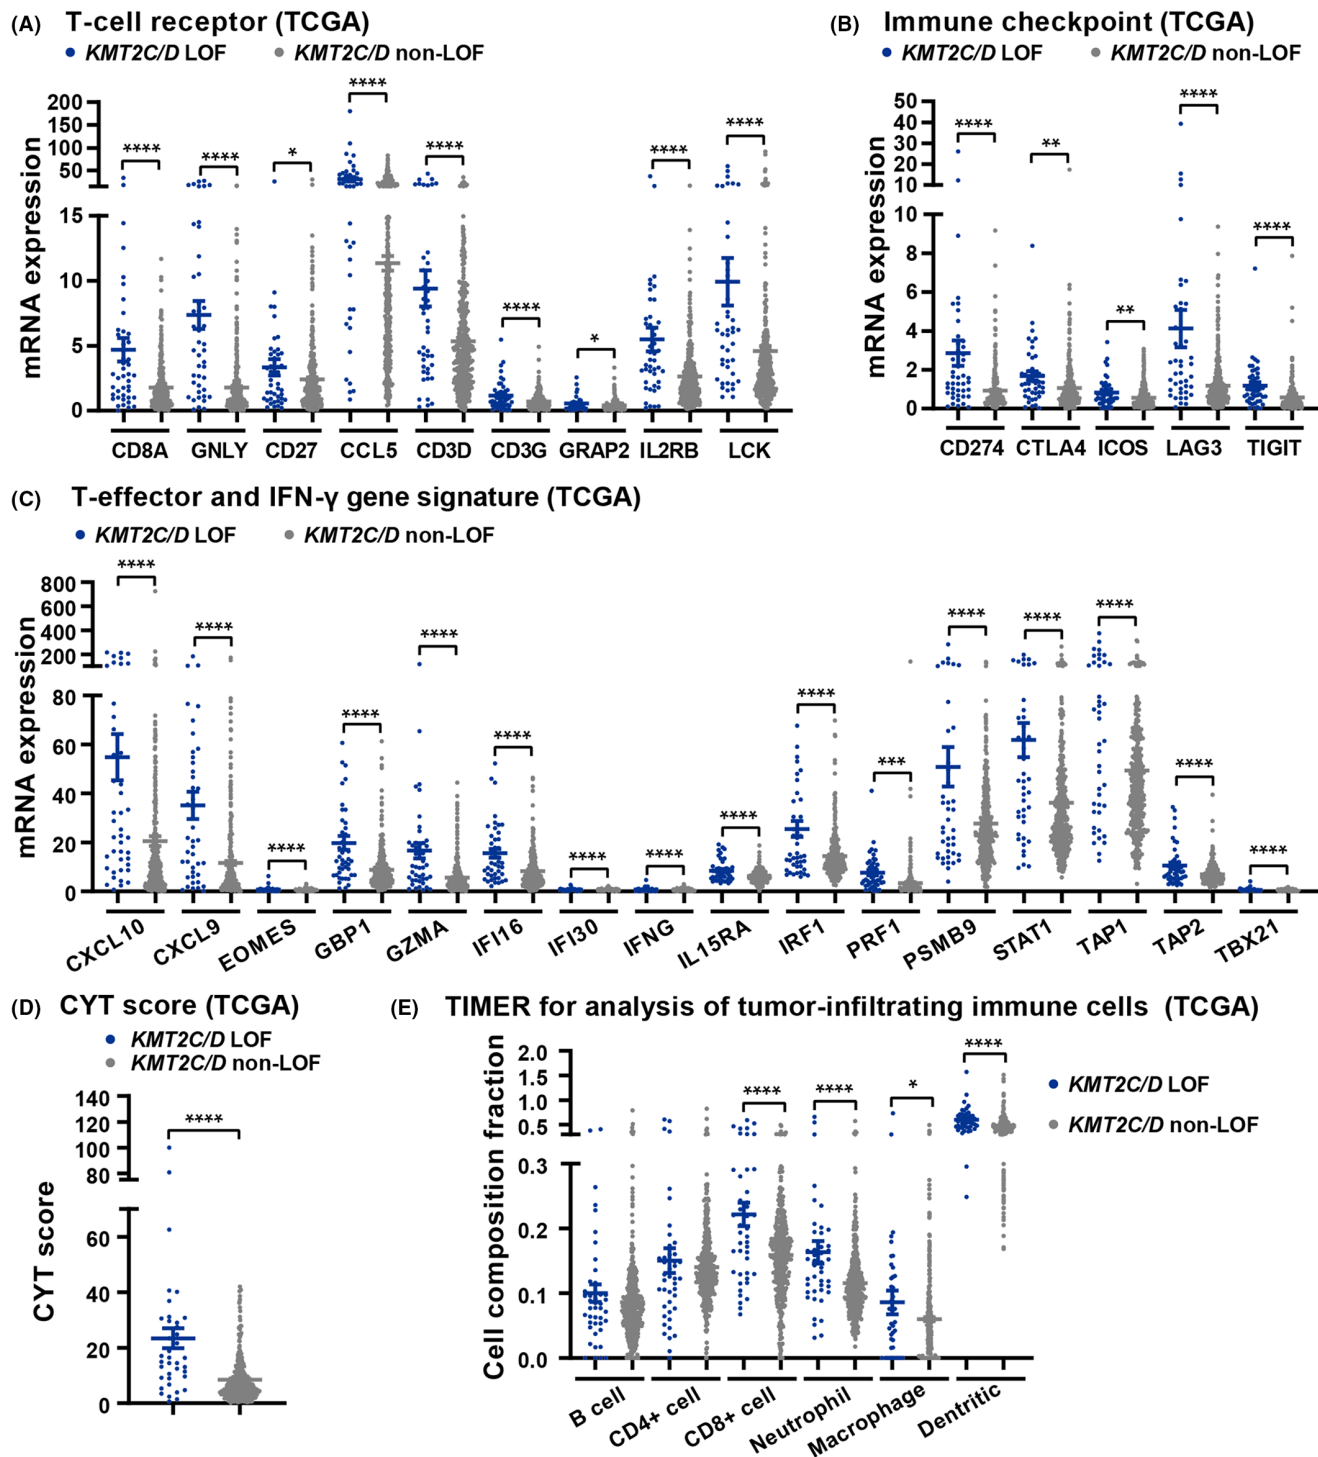 (A) T-cell receptor (TCGA)
KMT2C/D LOF KMT2C/D non-LOF
mRNA expression
200
150
100
50
15
10
5
0
**** **** * **** **** **** * **** ****
CD8A GNLY CD27 CCL5 CD3D CD3G GRAP2 IL2RB LCK
(B) Immune checkpoint (TCGA)
KMT2C/D LOF KMT2C/D non-LOF
mRNA expression
50
40
30
20
10
10
8
6
4
2
0
**** ** ** **** ****
CD274 CTLA4 ICOS LAG3 TIGIT
(C) T-effector and IFN-γ gene signature (TCGA)
KMT2C/D LOF KMT2C/D non-LOF
mRNA expression
800
600
400
200
80
60
40
20
0
**** **** **** **** **** **** **** **** **** **** *** **** **** **** **** ****
CXCL10 CXCL9 EOMES GBP1 GZMA IFI16 IFI30 IFNG IL15RA IRF1 PRF1 PSMB9 STAT1 TAP1 TAP2 TBX21
(D) CYT score (TCGA)
KMT2C/D LOF
KMT2C/D non-LOF
CYT score
140
120
100
80
60
40
20
0
****
(E) TIMER for analysis of tumor-infiltrating immune cells (TCGA)
KMT2C/D LOF
KMT2C/D non-LOF
Cell composition fraction
2.0
1.5
1.0
0.5
0.3
0.2
0.1
0.0
**** **** * ****
B cell CD4+ cell CD8+ cell Neutrophil Macrophage Dentritic